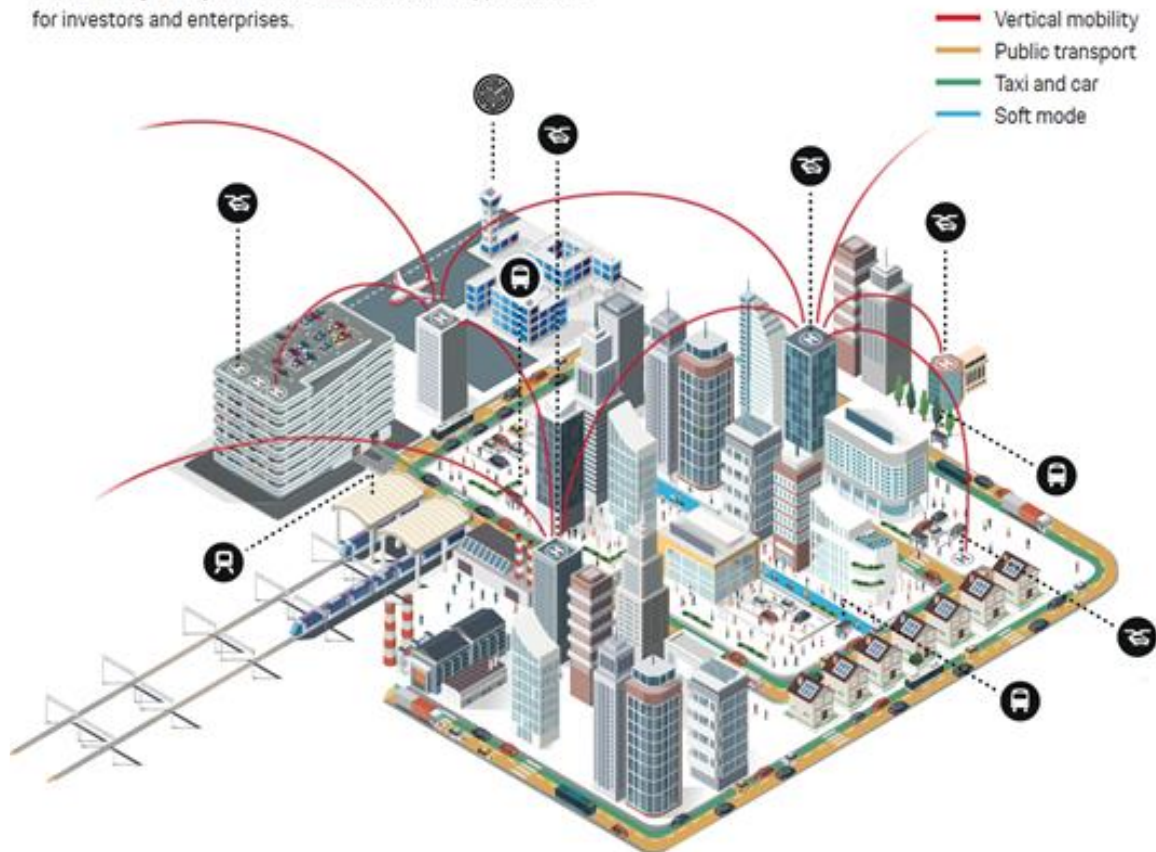 for investors and enterprises.
Vertical mobility
Public transport
Taxi and car
Soft mode
H
H
H
H
H
H
H
H